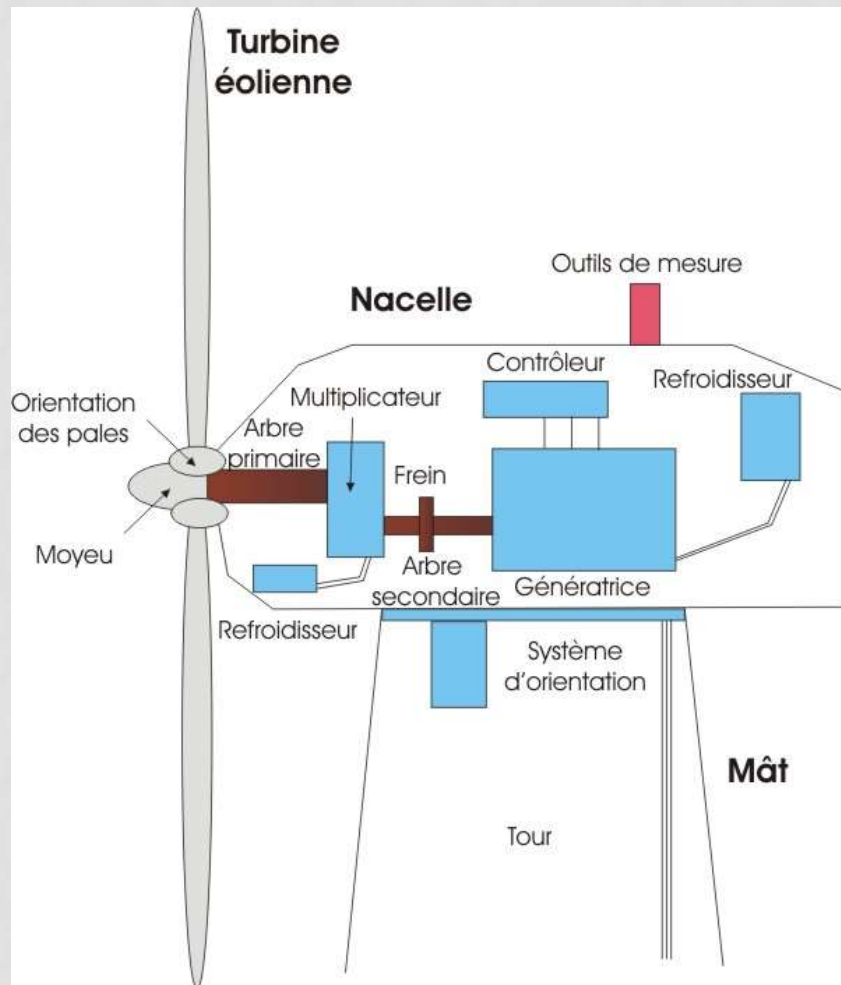 Turbine
éolienne
Outils de mesure
Nacelle
Contrôleur
Refroidisseur
Orientation
des pales
Multiplicateur
Arbre
primaire
Frein
Moyeu
Arbre
secondaire
Génératrice
Refroidisseur
Système
d'orientation
Mât
Tour